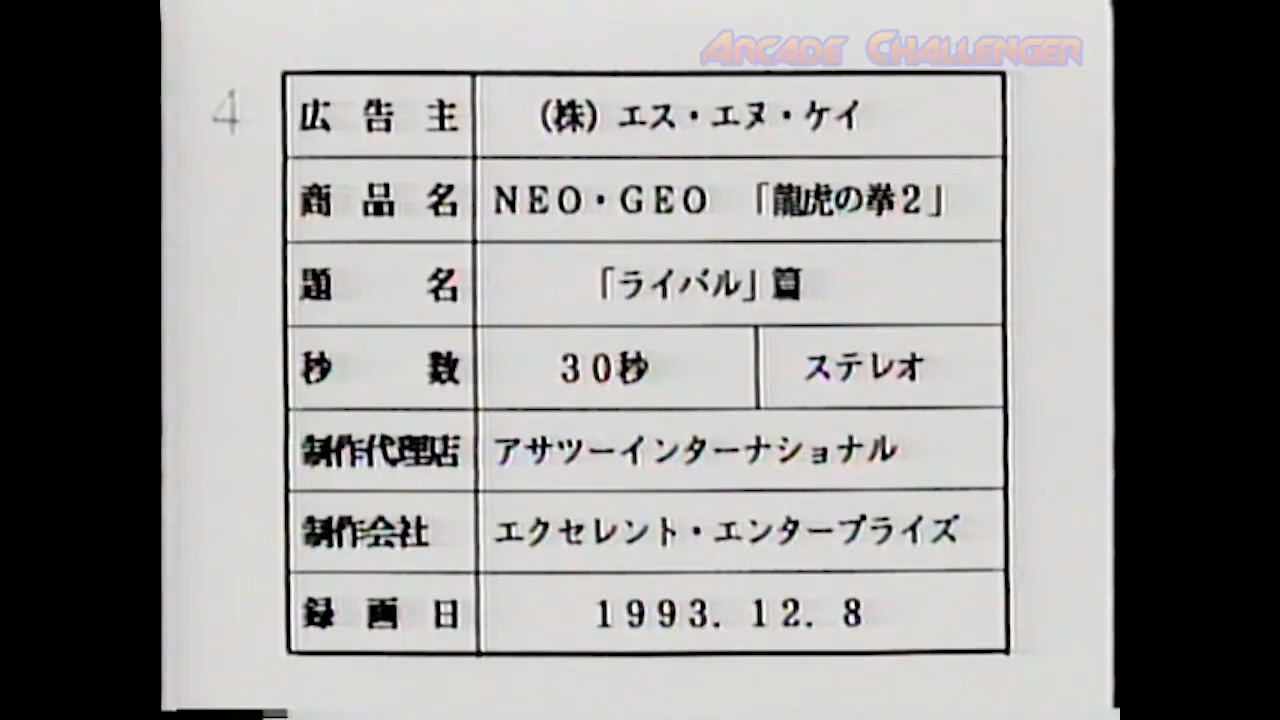 ARCADE CHALLENGER
4
広告主 (株)エス・エヌ・ケイ
商品名 NEO・GEO 「龍虎の拳2」
題名 「ライバル」篇
秒数 30秒 ステレオ
制作代理店 アサツーインターナショナル
制作会社 エクセレント・エンタープライズ
録画日 1993.12.8